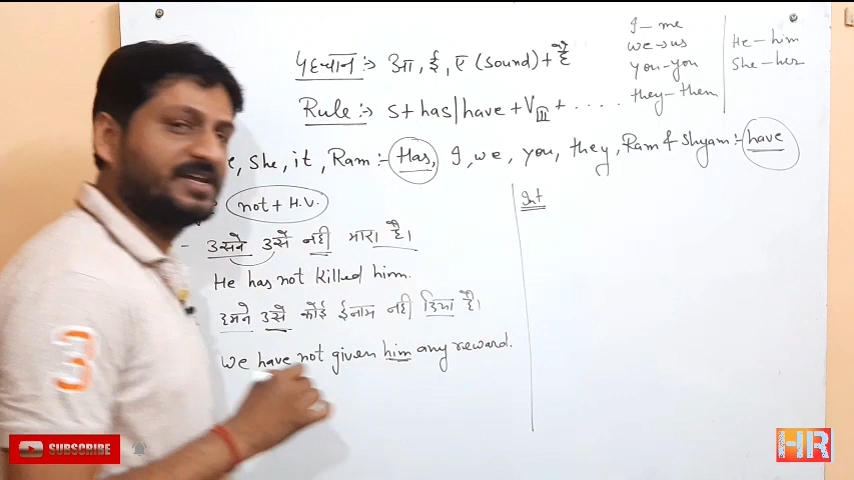 पहचान :→ आ, ई, ए (Sound) + है
I — me
we → us
You — you
they — them
He — him
She — her
Rule :→ S + has/have + VIII + ....
She, it, Ram :- Has, I, we, you, they, Ram & Shyam :- have
not + H.V.
Int
उसने उसे नही मारा है।
He has not killed him.
हमने उसे कोई ईनाम नही दिया है।
We have not given him any reward.
3
SUBSCRIBE
HR